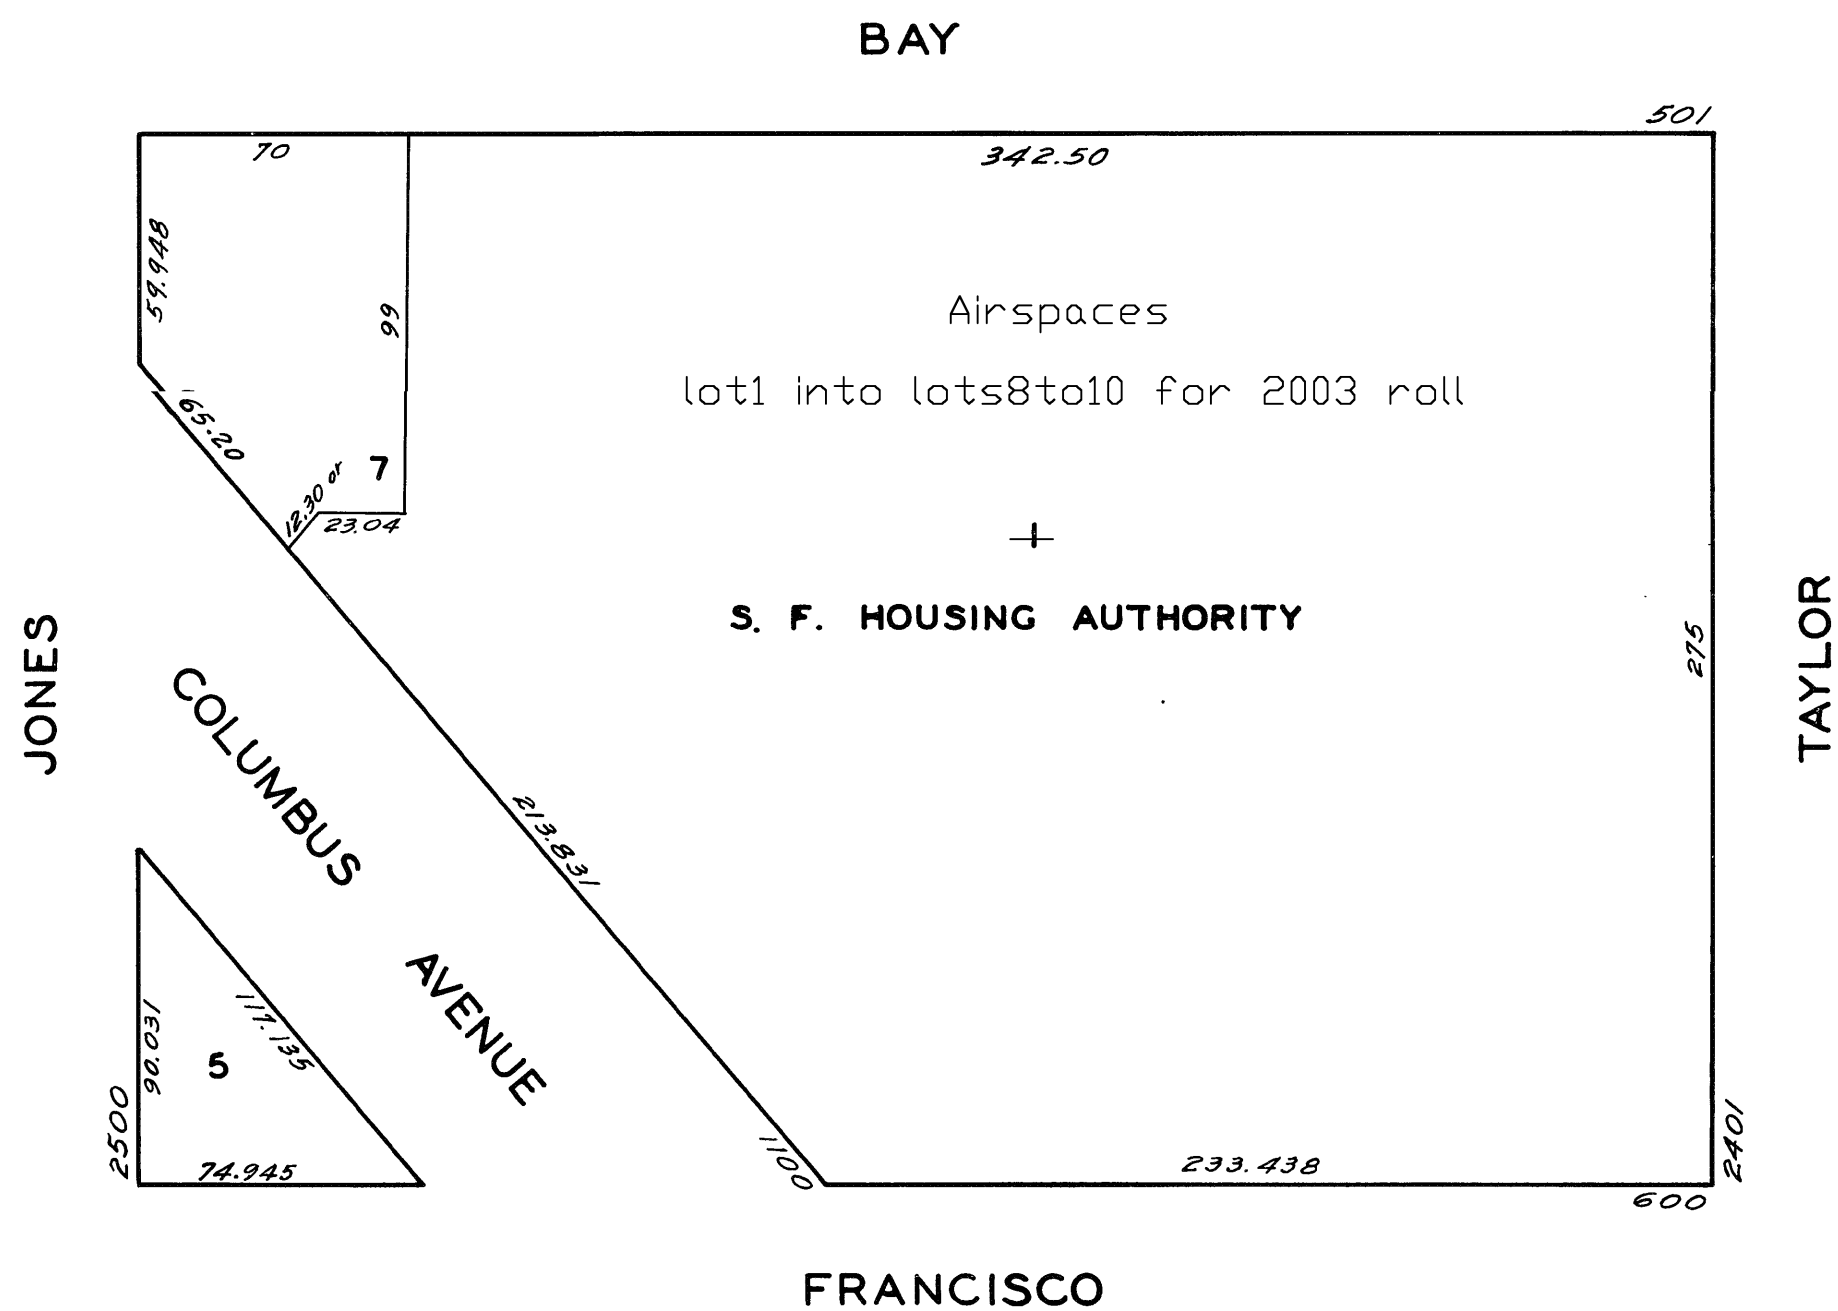 BAY
501
70
342.50
59.948
99
Airspaces
lot1 into lots8to10 for 2003 roll
65.20
12.30 or
7
23.04
S. F. HOUSING AUTHORITY
JONES
275
TAYLOR
COLUMBUS
AVENUE
213.831
90.031
117.135
5
2500
74.945
1100
233.438
2401
600
FRANCISCO